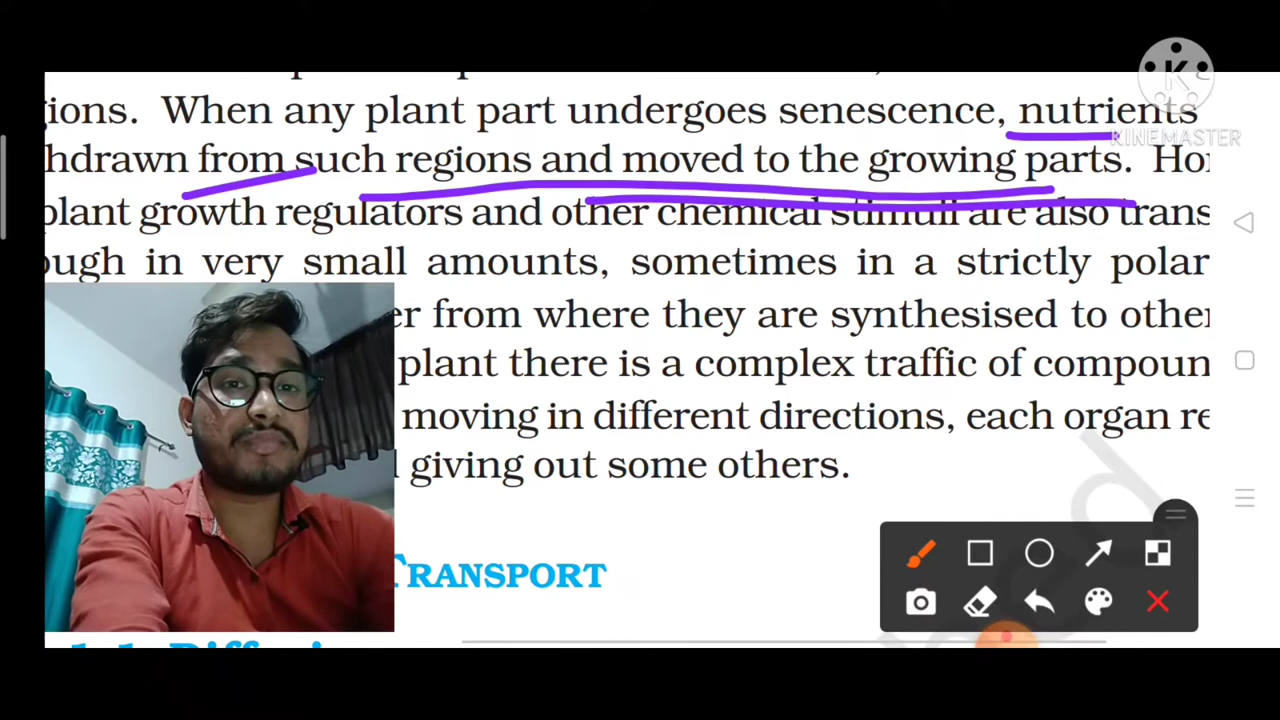 gions. When any plant part undergoes senescence, nutrients
hdrawn from such regions and moved to the growing parts. Hor
plant growth regulators and other chemical stimuli are also trans
ough in very small amounts, sometimes in a strictly polar
er from where they are synthesised to other
plant there is a complex traffic of compoun
moving in different directions, each organ re
giving out some others.
TRANSPORT
KINEMASTER